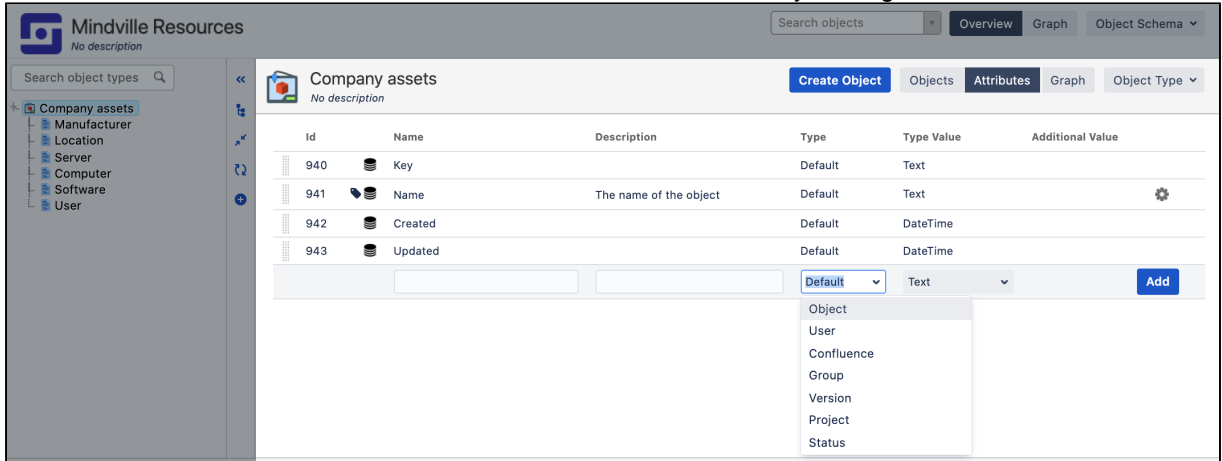 Mindville Resources
No description
Search objects
Overview Graph Object Schema
Search object types
Company assets
Manufacturer
Location
Server
Computer
Software
User
Company assets
No description
Create Object Objects Attributes Graph Object Type
Id Name Description Type Type Value Additional Value
940 Key Default Text
941 Name The name of the object Default Text
942 Created Default DateTime
943 Updated Default DateTime
Default Text Add
Object
User
Confluence
Group
Version
Project
Status